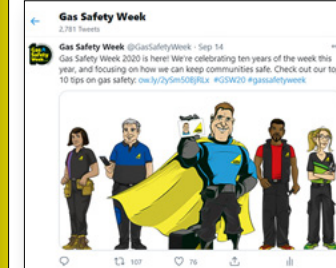 Gas Safety Week
2,781 Tweets
Gas Safety Week @GasSafetyWeek · Sep 14
Gas Safety Week 2020 is here! We're celebrating ten years of the week this
year, and focusing on how we can keep communities safe. Check out our to
10 tips on gas safety: ow.ly/2ySm50BjRLx #GSW20 #gassafetyweek
107
76